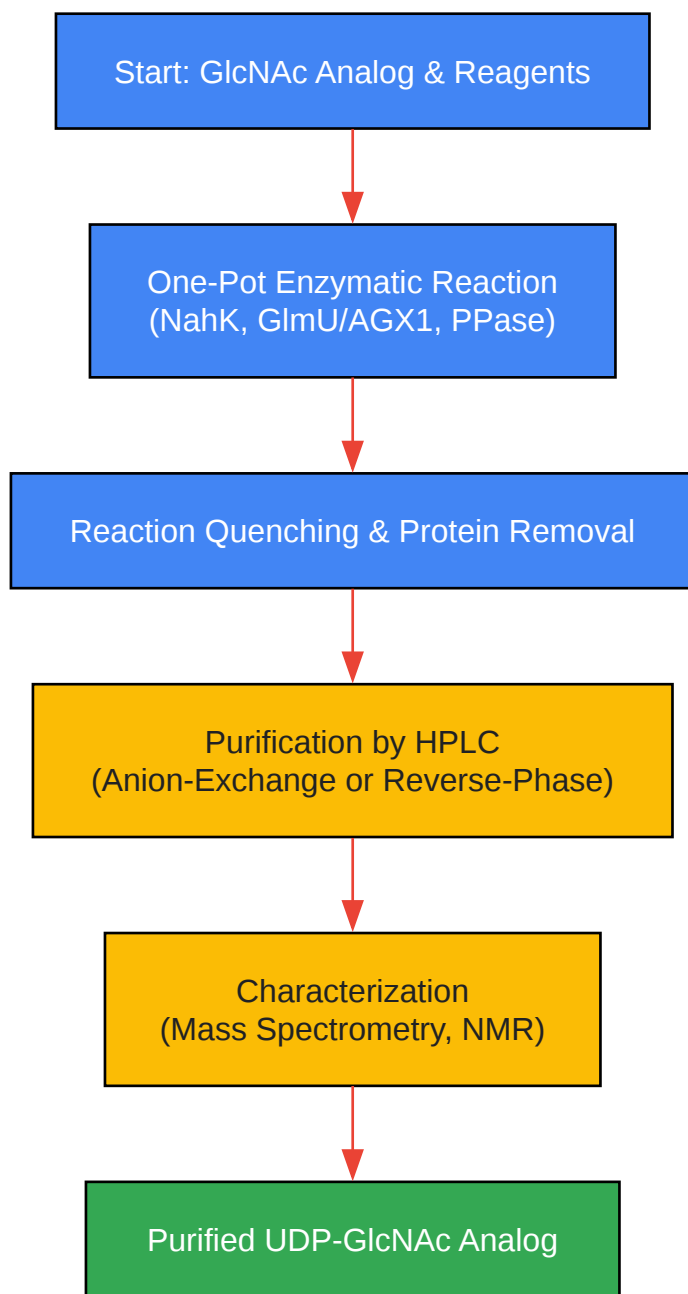 Start: GlcNAc Analog & Reagents
One-Pot Enzymatic Reaction
(NahK, GlmU/AGX1, PPase)
Reaction Quenching & Protein Removal
Purification by HPLC
(Anion-Exchange or Reverse-Phase)
Characterization
(Mass Spectrometry, NMR)
Purified UDP-GlcNAc Analog